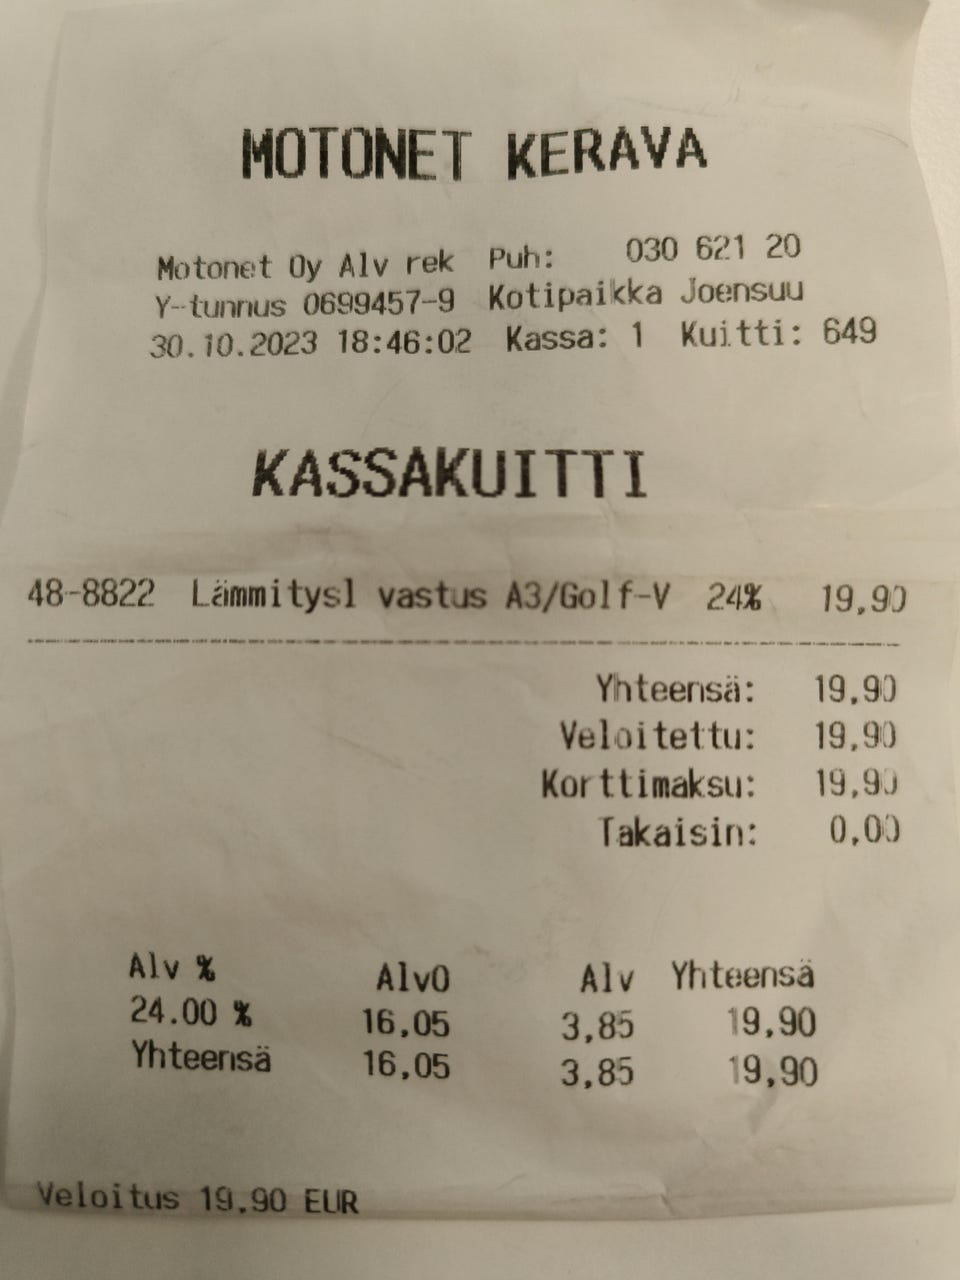 MOTONET KERAVA
Motonet Oy Alv rek Puh: 030 621 20
Y-tunnus 0699457-9 Kotipaikka Joensuu
30.10.2023 18:46:02 Kassa: 1 Kuitti: 649
KASSAKUITTI
48-8822 Lämmitysl vastus A3/Golf-V 24% 19,90
Yhteensä: 19,90
Veloitettu: 19,90
Korttimaksu: 19,90
Takaisin: 0,00
Alv % Alv0 Alv Yhteensä
24.00 % 16,05 3,85 19,90
Yhteensä 16,05 3,85 19,90
Veloitus 19,90 EUR